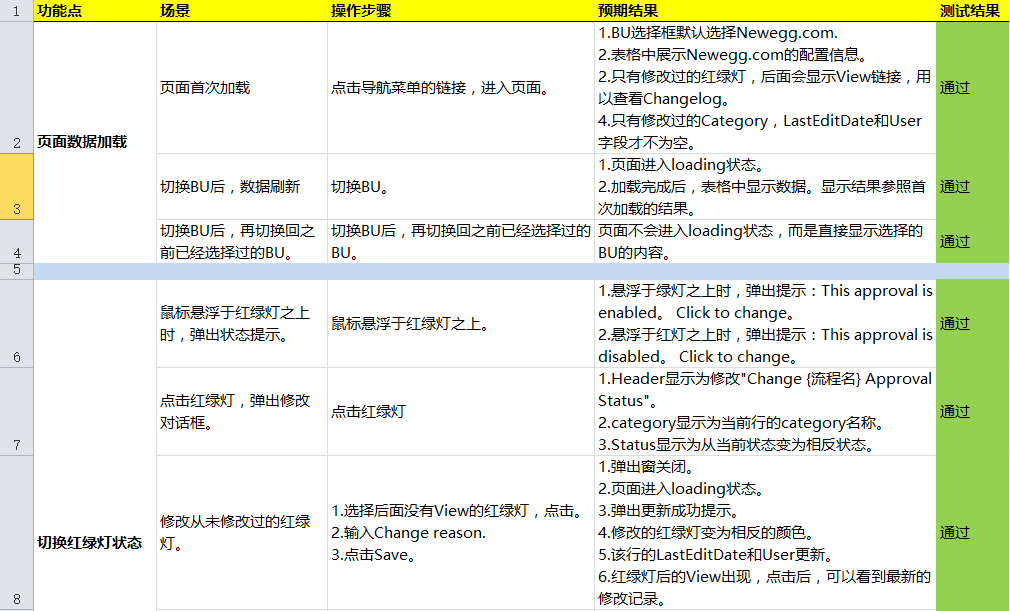 1 功能点 场景 操作步骤 预期结果 测试结果
1.BU选择框默认选择Newegg.com.
2.表格中展示Newegg.com的配置信息。
2.只有修改过的红绿灯，后面会显示View链接，用
页面首次加载 点击导航菜单的链接，进入页面。 通过
以查看Changelog。
4.只有修改过的Category，LastEditDate和User
字段才不为空。
2 页面数据加载
1.页面进入loading状态。
切换BU后，数据刷新 切换BU。 2.加载完成后，表格中显示数据。显示结果参照首 通过
次加载的结果。
3
切换BU后，再切换回之 切换BU后，再切换回之前已经选择过的 页面不会进入loading状态，而是直接显示选择的
前已经选择过的BU。 BU。 BU的内容。 通过
4
5
1.悬浮于绿灯之上时，弹出提示：This approval is
鼠标悬浮于红绿灯之上 enabled。 Click to change。
时，弹出状态提示。 鼠标悬浮于红绿灯之上。 2.悬浮于红灯之上时，弹出提示：This approval is 通过
disabled。 Click to change。
6
1.Header显示为修改"Change {流程名} Approval
点击红绿灯，弹出修改 Status"。
对话框。 点击红绿灯 2.category显示为当前行的category名称。 通过
3.Status显示为从当前状态变为相反状态。
7
1.弹出窗关闭。
2.页面进入loading状态。
1.选择后面没有View的红绿灯，点击。 3.弹出更新成功提示。
修改从未修改过的红绿 2.输入Change reason. 4.修改的红绿灯变为相反的颜色。 通过
灯。 3.点击Save。 5.该行的LastEditDate和User更新。
切换红绿灯状态
6.红绿灯后的View出现，点击后，可以看到最新的
修改记录。
8